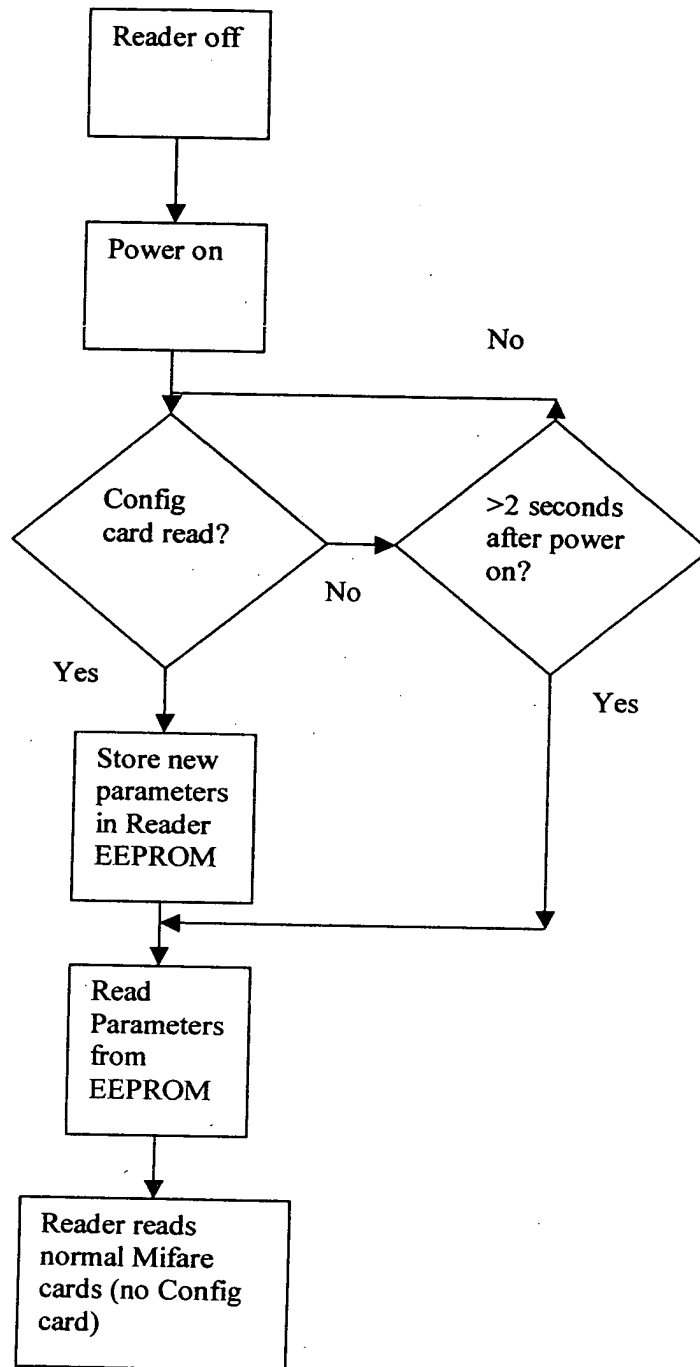 Reader off
Power on
No
Config
card read?
>2 seconds
after power
on?
No
Yes
Yes
Store new
parameters
in Reader
EEPROM
Read
Parameters
from
EEPROM
Reader reads
normal Mifare
cards (no Config
card)